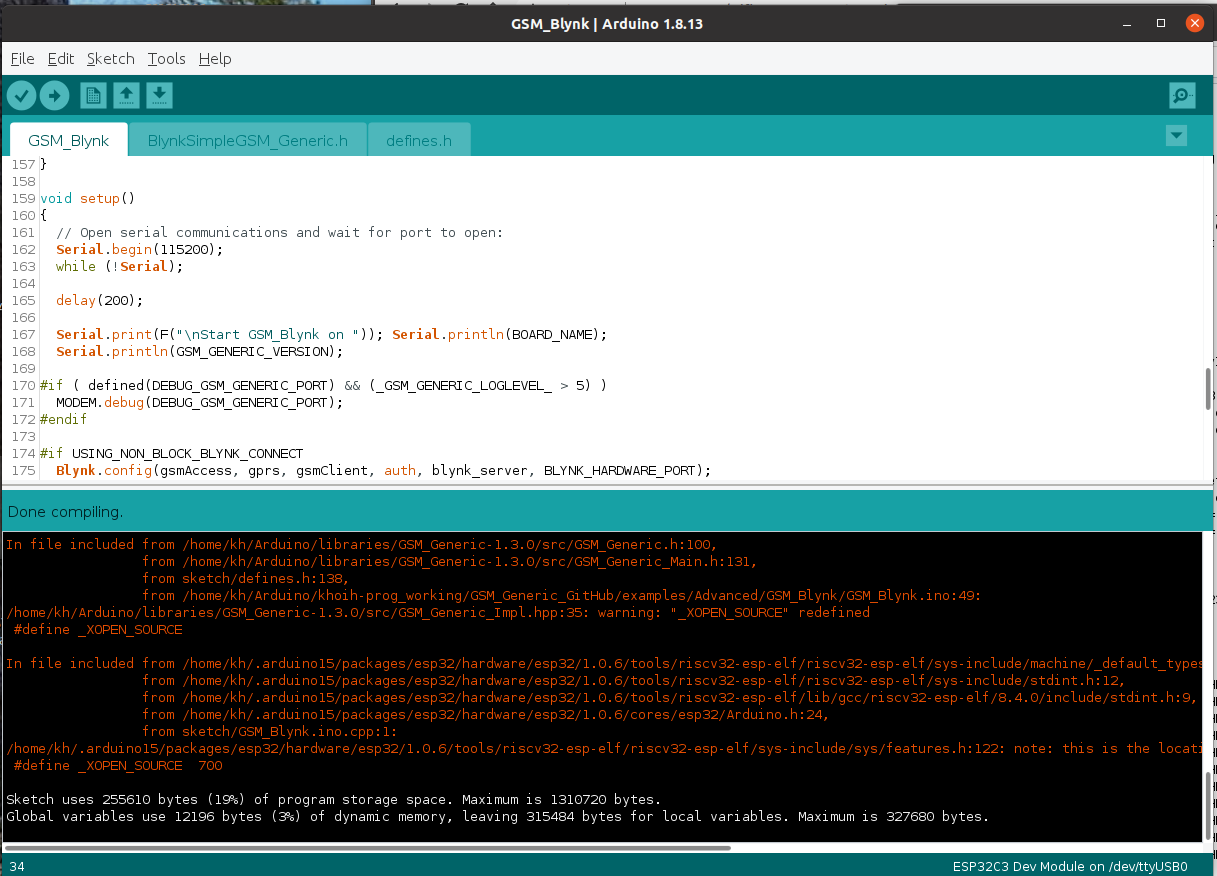 GSM_Blynk | Arduino 1.8.13
File Edit Sketch Tools Help
GSM_Blynk BlynkSimpleGSM_Generic.h defines.h
157 }
158
159 void setup()
160 {
161   // Open serial communications and wait for port to open:
162   Serial.begin(115200);
163   while (!Serial);
164
165   delay(200);
166
167   Serial.print(F("\nStart GSM_Blynk on ")); Serial.println(BOARD_NAME);
168   Serial.println(GSM_GENERIC_VERSION);
169
170 #if ( defined(DEBUG_GSM_GENERIC_PORT) && (_GSM_GENERIC_LOGLEVEL_ > 5) )
171   MODEM.debug(DEBUG_GSM_GENERIC_PORT);
172 #endif
173
174 #if USING_NON_BLOCK_BLYNK_CONNECT
175   Blynk.config(gsmAccess, gprs, gsmClient, auth, blynk_server, BLYNK_HARDWARE_PORT);
Done compiling.
In file included from /home/kh/Arduino/libraries/GSM_Generic-1.3.0/src/GSM_Generic.h:100,
from /home/kh/Arduino/libraries/GSM_Generic-1.3.0/src/GSM_Generic_Main.h:131,
from sketch/defines.h:138,
from /home/kh/Arduino/khoih-prog_working/GSM_Generic_GitHub/examples/Advanced/GSM_Blynk/GSM_Blynk.ino:49:
/home/kh/Arduino/libraries/GSM_Generic-1.3.0/src/GSM_Generic_Impl.hpp:35: warning: "_XOPEN_SOURCE" redefined
#define _XOPEN_SOURCE
In file included from /home/kh/.arduino15/packages/esp32/hardware/esp32/1.0.6/tools/riscv32-esp-elf/riscv32-esp-elf/sys-include/machine/_default_types
from /home/kh/.arduino15/packages/esp32/hardware/esp32/1.0.6/tools/riscv32-esp-elf/riscv32-esp-elf/sys-include/stdint.h:12,
from /home/kh/.arduino15/packages/esp32/hardware/esp32/1.0.6/tools/riscv32-esp-elf/lib/gcc/riscv32-esp-elf/8.4.0/include/stdint.h:9,
from /home/kh/.arduino15/packages/esp32/hardware/esp32/1.0.6/cores/esp32/Arduino.h:24,
from sketch/GSM_Blynk.ino.cpp:1:
/home/kh/.arduino15/packages/esp32/hardware/esp32/1.0.6/tools/riscv32-esp-elf/riscv32-esp-elf/sys-include/sys/features.h:122: note: this is the locati
#define _XOPEN_SOURCE  700
Sketch uses 255610 bytes (19%) of program storage space. Maximum is 1310720 bytes.
Global variables use 12196 bytes (3%) of dynamic memory, leaving 315484 bytes for local variables. Maximum is 327680 bytes.
34 ESP32C3 Dev Module on /dev/ttyUSB0